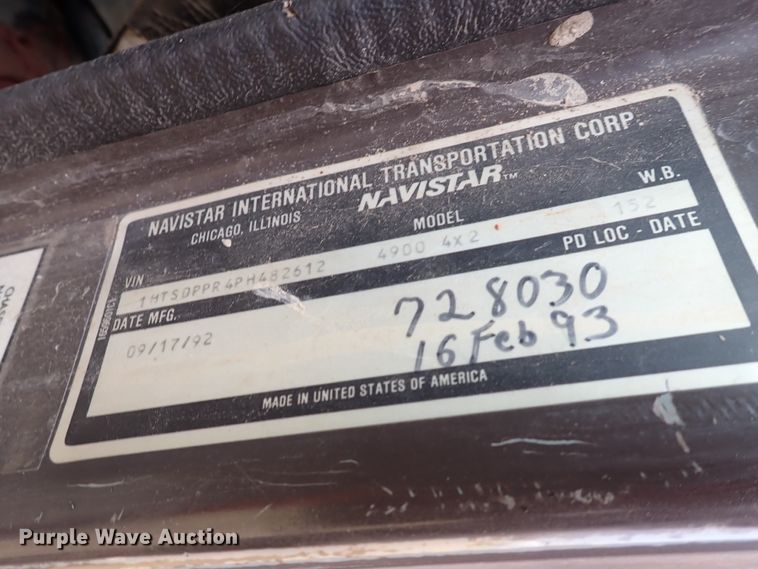 NAVISTAR INTERNATIONAL TRANSPORTATION CORP.
CHICAGO, ILLINOIS NAVISTAR™
VIN MODEL W.B.
1HTSDPPR4PH482612 4900 4X2 152
DATE MFG. PD LOC - DATE
09/17/92 728030
16 Feb 93
MADE IN UNITED STATES OF AMERICA
Purple Wave Auction